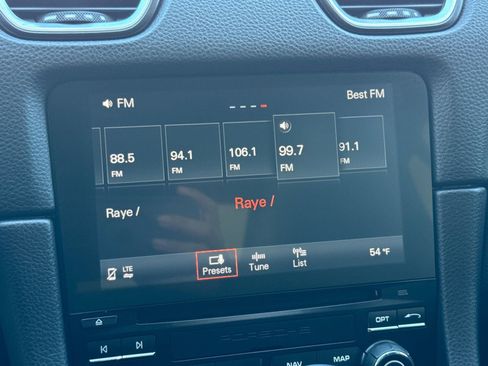 FM
Best FM
88.5
FM
94.1
FM
106.1
FM
99.7
FM
91.1
FM
Raye /
Raye /
LTE
Presets
Tune
List
54 °F
PORSCHE
OPT
NAV
MAP